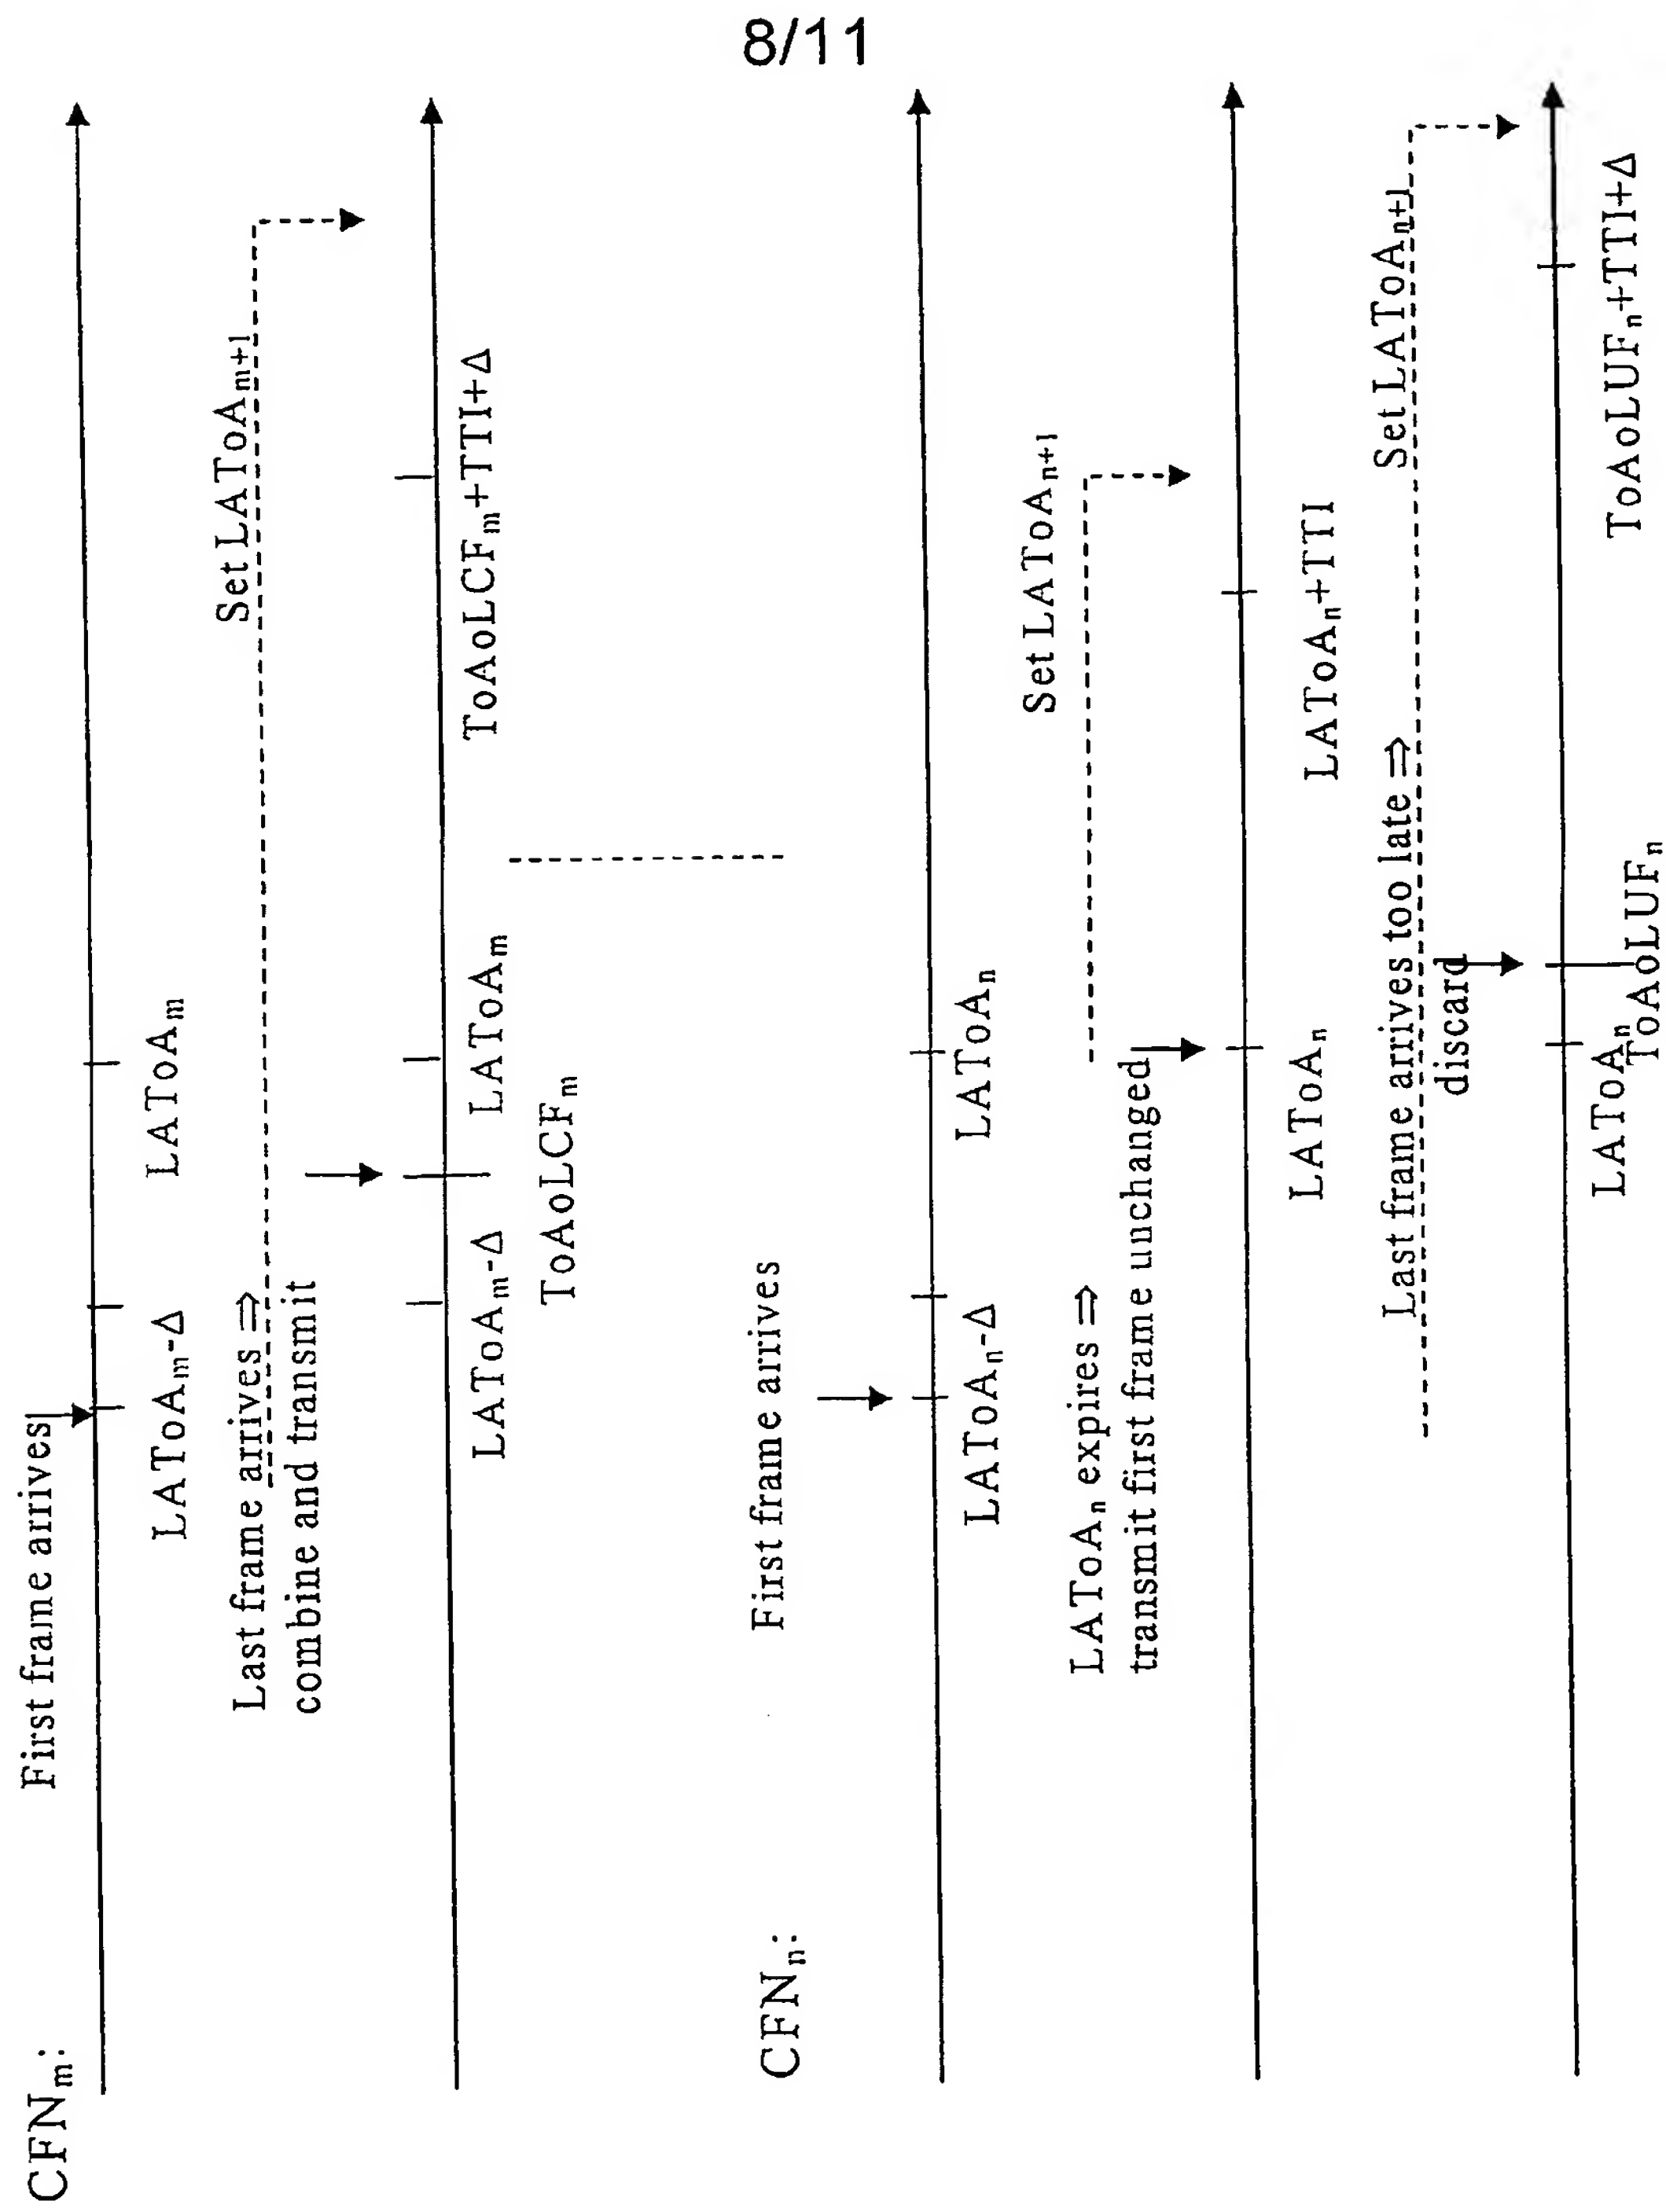 8/11
CFNₘ:
First frame arrives
LAToAₘ-Δ
LAToAₘ
Set LAToAₘ₊₁
Last frame arrives ⇒
combine and transmit
LAToAₘ-Δ
LAToAₘ
ToAoLCFₘ+TTI+Δ
ToAoLCFₘ
CFNₙ:
First frame arrives
LAToAₙ-Δ
LAToAₙ
Set LAToAₙ₊₁
LAToAₙ expires ⇒
transmit first frame unchanged
LAToAₙ
LAToAₙ+TTI
Last frame arrives too late ⇒
Set LAToAₙ₊₁
discard
LAToAₙ
ToAoLUFₙ
ToAoLUFₙ+TTI+Δ